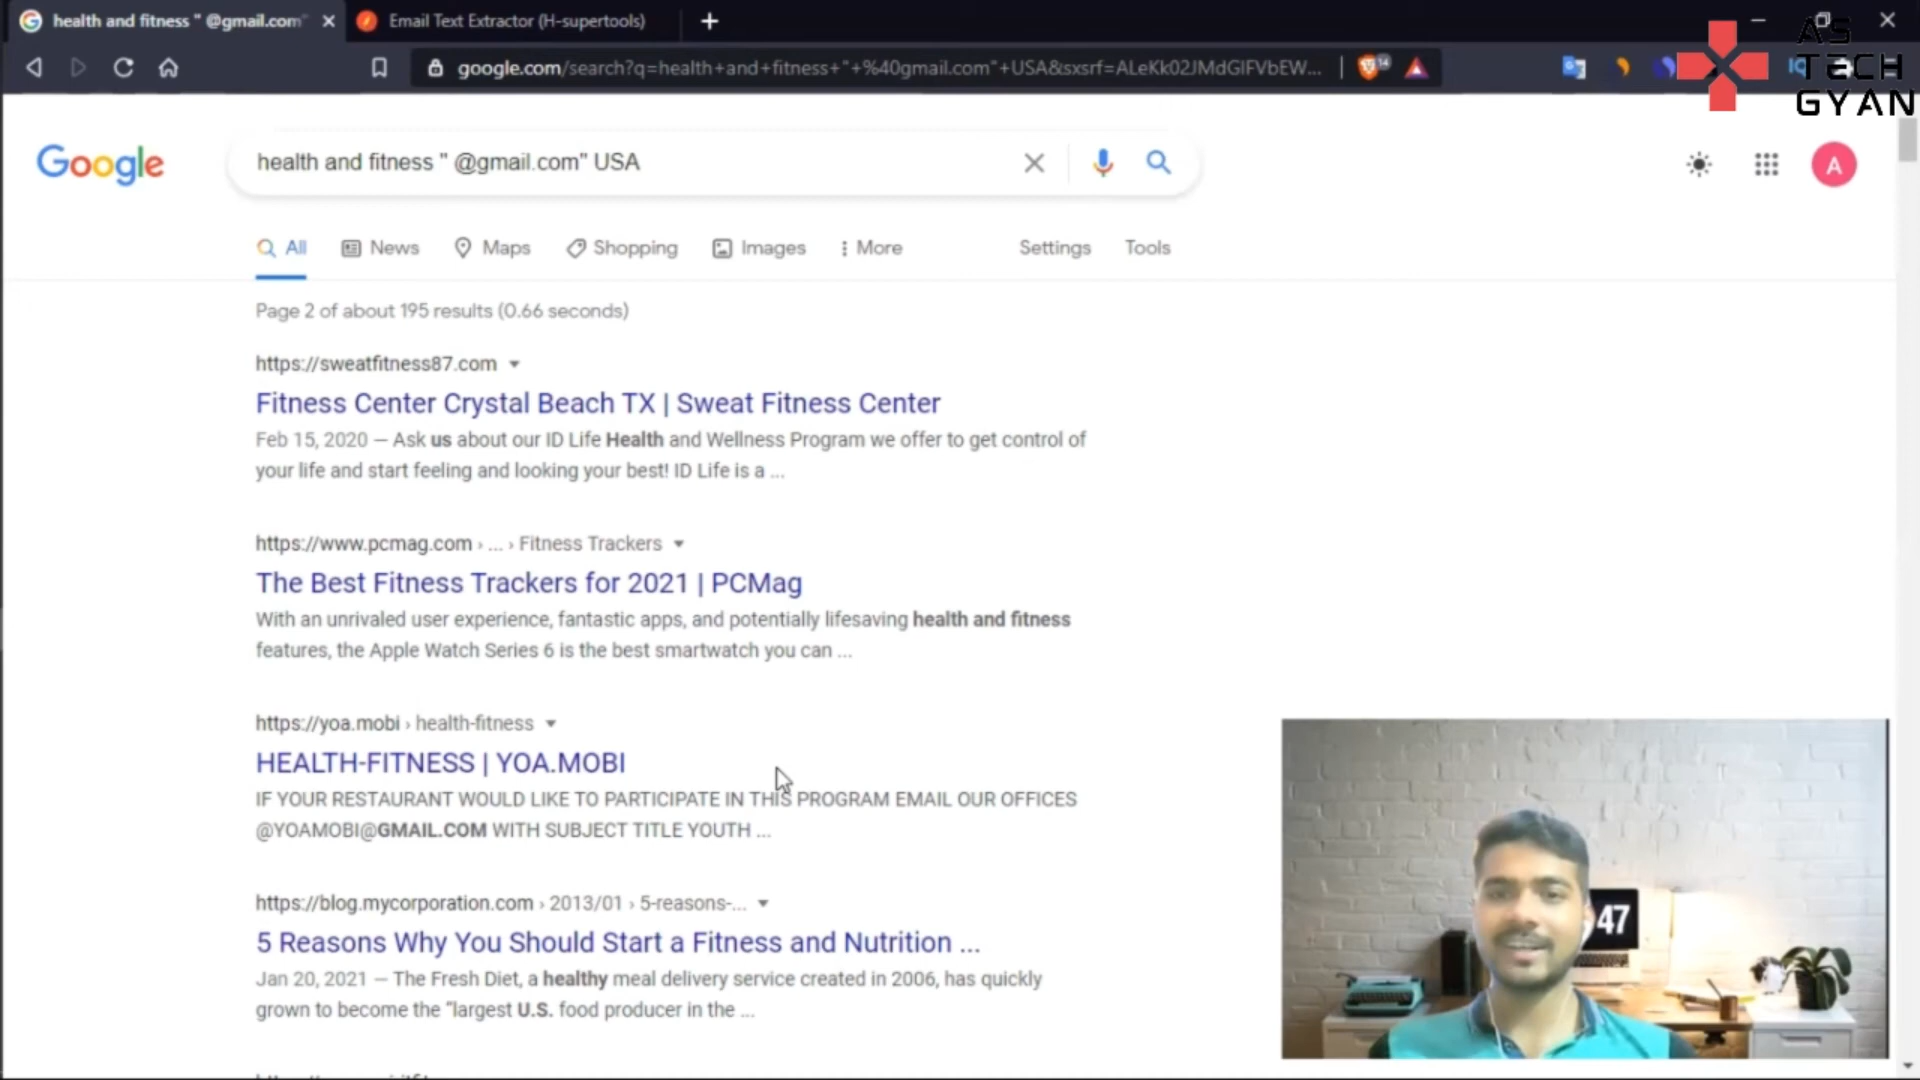 health and fitness " @gmail.com"
Email Text Extractor (H-supertools)
google.com/search?q=health+and+fitness+"+%40gmail.com"+USA&sxsrf=ALeKk02JMdGIFVbEW...
14
AS
TECH
GYAN
Google
health and fitness " @gmail.com" USA
A
All
News
Maps
Shopping
Images
More
Settings
Tools
Page 2 of about 195 results (0.66 seconds)
https://sweatfitness87.com
Fitness Center Crystal Beach TX | Sweat Fitness Center
Feb 15, 2020 — Ask us about our ID Life Health and Wellness Program we offer to get control of
your life and start feeling and looking your best! ID Life is a ...
https://www.pcmag.com › ... › Fitness Trackers
The Best Fitness Trackers for 2021 | PCMag
With an unrivaled user experience, fantastic apps, and potentially lifesaving health and fitness
features, the Apple Watch Series 6 is the best smartwatch you can ...
https://yoa.mobi › health-fitness
HEALTH-FITNESS | YOA.MOBI
IF YOUR RESTAURANT WOULD LIKE TO PARTICIPATE IN THIS PROGRAM EMAIL OUR OFFICES
@YOAMOBI@GMAIL.COM WITH SUBJECT TITLE YOUTH ...
https://blog.mycorporation.com › 2013/01 › 5-reasons-...
5 Reasons Why You Should Start a Fitness and Nutrition ...
Jan 20, 2021 — The Fresh Diet, a healthy meal delivery service created in 2006, has quickly
grown to become the “largest U.S. food producer in the ...
47